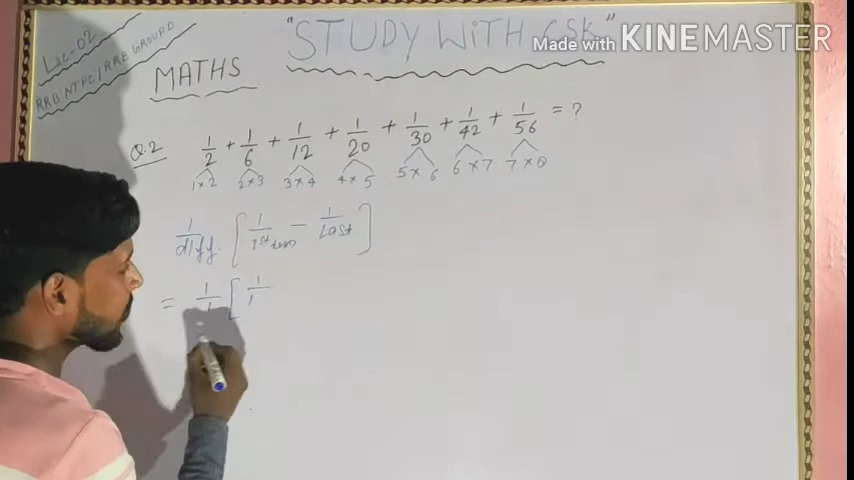 Lec-02
RRB NTPC/RRB GROUP D
"STUDY WITH CSK"
Made with KINEMASTER
MATHS
Q.2 1/2 + 1/6 + 1/12 + 1/20 + 1/30 + 1/42 + 1/56 = ?
1×2 2×3 3×4 4×5 5×6 6×7 7×8
1/diff [1/1st - 1/Last]
= 1/1 [1/1